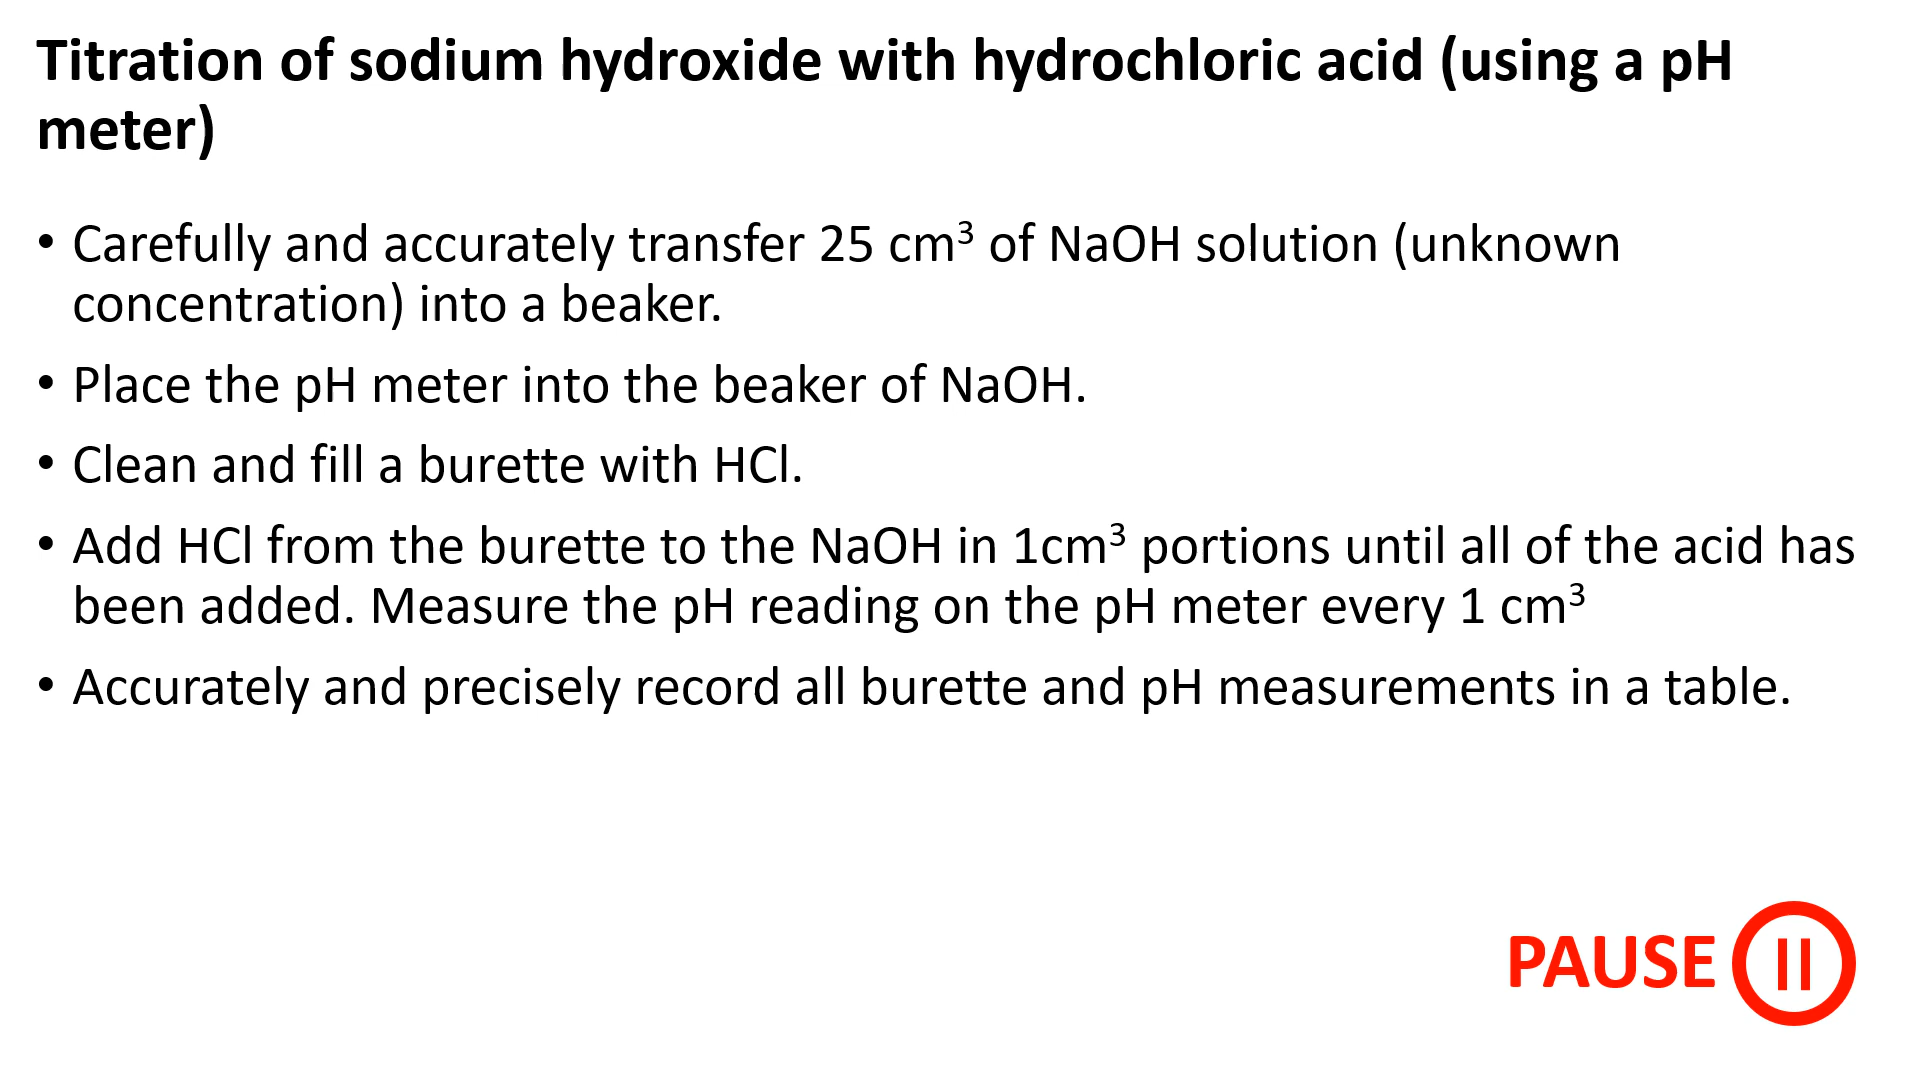 Titration of sodium hydroxide with hydrochloric acid (using a pH
meter)
• Carefully and accurately transfer 25 cm³ of NaOH solution (unknown
concentration) into a beaker.
• Place the pH meter into the beaker of NaOH.
• Clean and fill a burette with HCl.
• Add HCl from the burette to the NaOH in 1cm³ portions until all of the acid has
been added. Measure the pH reading on the pH meter every 1 cm³
• Accurately and precisely record all burette and pH measurements in a table.
PAUSE